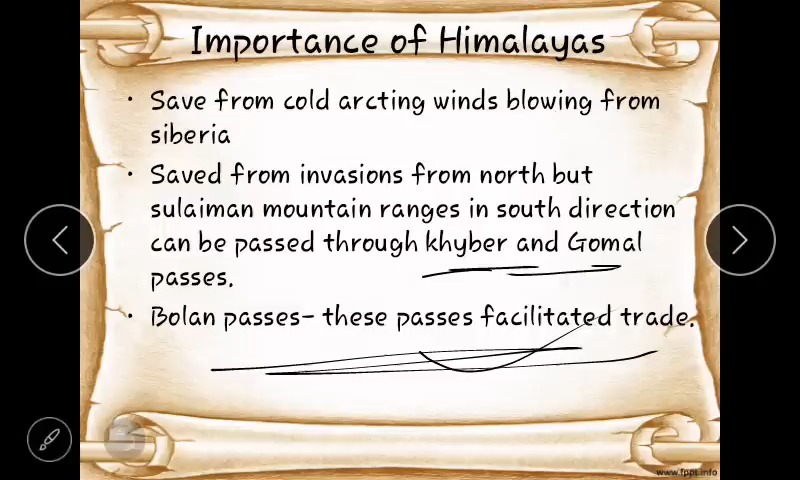 Importance of Himalayas
• Save from cold arcting winds blowing from
siberia
• Saved from invasions from north but
sulaiman mountain ranges in south direction
can be passed through khyber and Gomal
passes.
• Bolan passes- these passes facilitated trade.
www.fppt.info